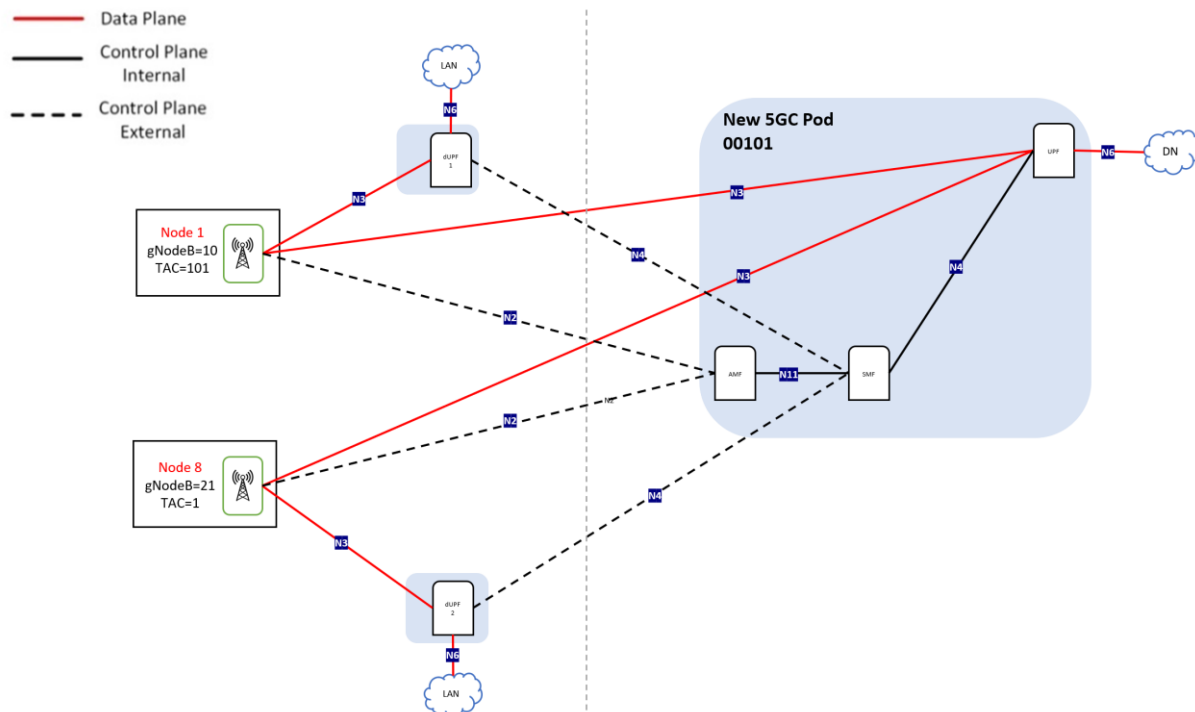 Data Plane
Control Plane
Internal
Control Plane
External
LAN
N6
dUPF
1
New 5GC Pod
00101
UPF
N6
DN
N3
N3
Node 1
gNodeB=10
TAC=101
N4
N4
N3
N2
AMF
N11
SMF
N2
N2
Node 8
gNodeB=21
TAC=1
N4
N3
dUPF
2
N6
LAN